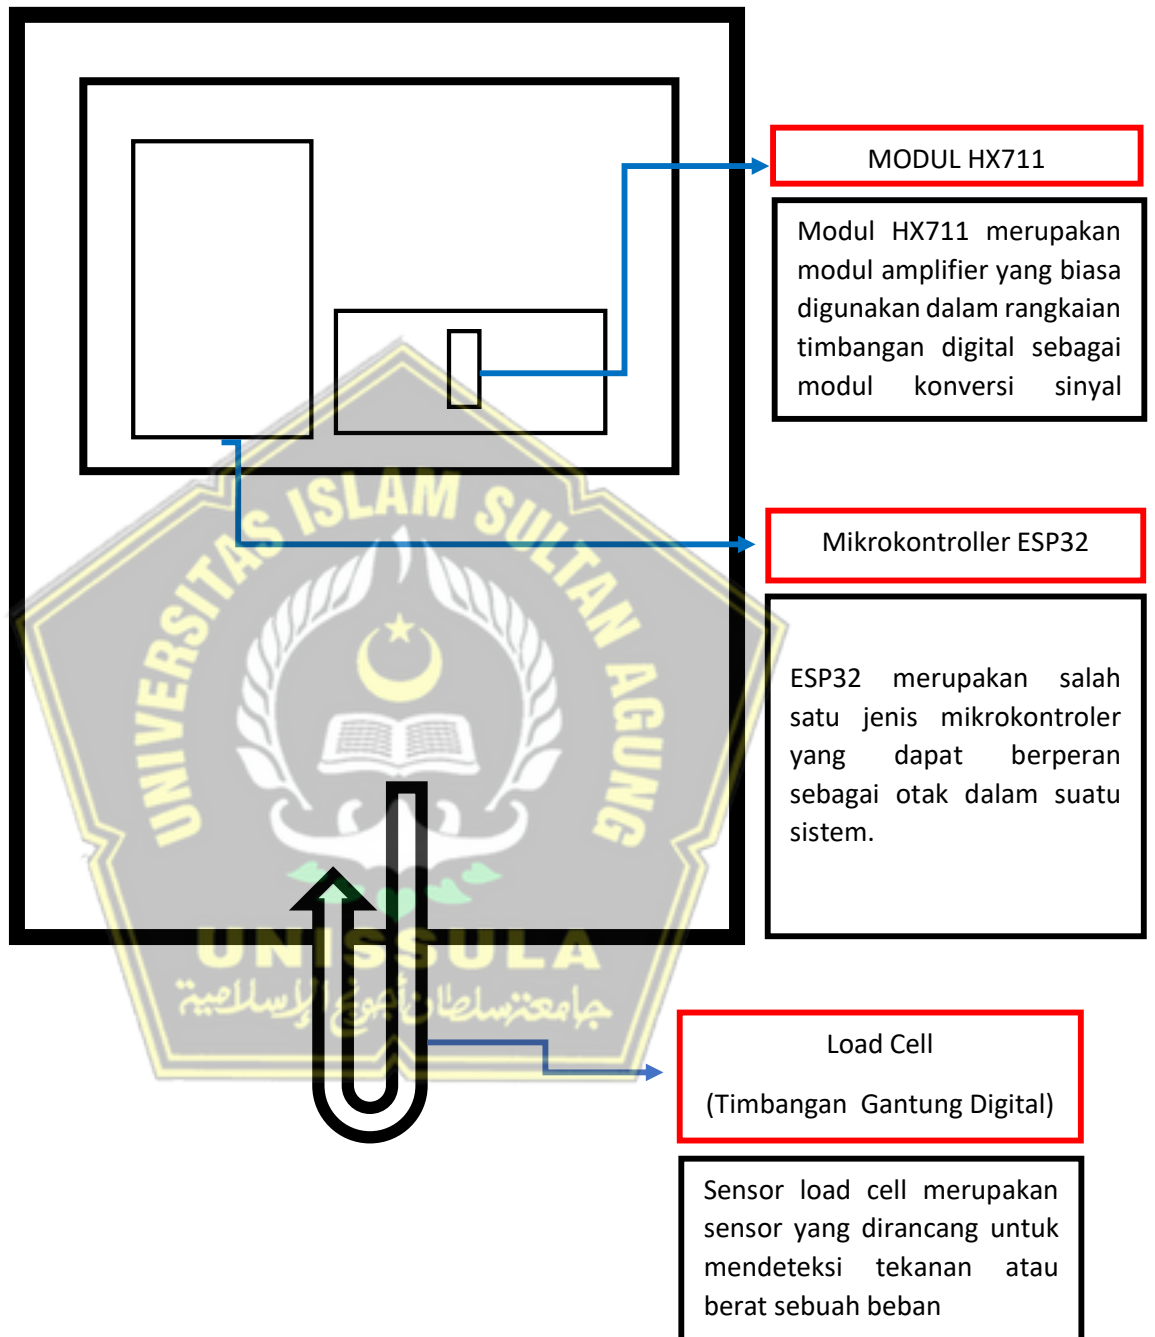 MODUL HX711
Modul HX711 merupakan
modul amplifier yang biasa
digunakan dalam rangkaian
timbangan digital sebagai
modul konversi sinyal
Mikrokontroller ESP32
ESP32 merupakan salah
satu jenis mikrokontroler
yang dapat berperan
sebagai otak dalam suatu
sistem.
UNIVERSITAS ISLAM SULTAN AGUNG
UNISSULA
جامعتسلطان أجونج الإسلامية
Load Cell
(Timbangan Gantung Digital)
Sensor load cell merupakan
sensor yang dirancang untuk
mendeteksi tekanan atau
berat sebuah beban